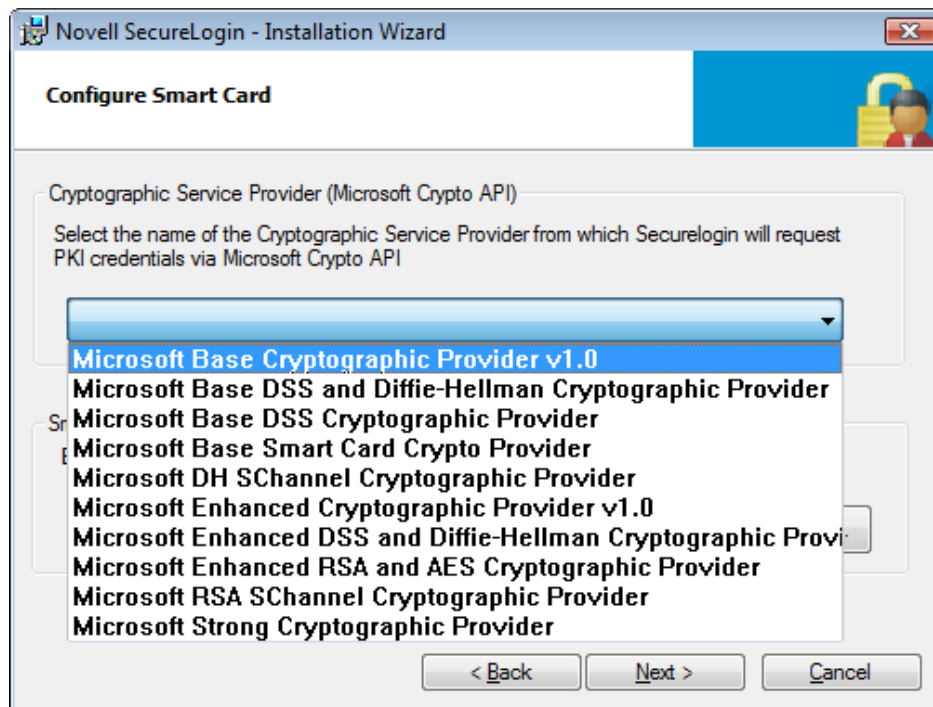 Novell SecureLogin - Installation Wizard
Configure Smart Card
Cryptographic Service Provider (Microsoft Crypto API)
Select the name of the Cryptographic Service Provider from which Securelogin will request
PKI credentials via Microsoft Crypto API
Microsoft Base Cryptographic Provider v1.0
Microsoft Base DSS and Diffie-Hellman Cryptographic Provider
Microsoft Base DSS Cryptographic Provider
Microsoft Base Smart Card Crypto Provider
Microsoft DH SChannel Cryptographic Provider
Microsoft Enhanced Cryptographic Provider v1.0
Microsoft Enhanced DSS and Diffie-Hellman Cryptographic Provi
Microsoft Enhanced RSA and AES Cryptographic Provider
Microsoft RSA SChannel Cryptographic Provider
Microsoft Strong Cryptographic Provider
< Back Next > Cancel